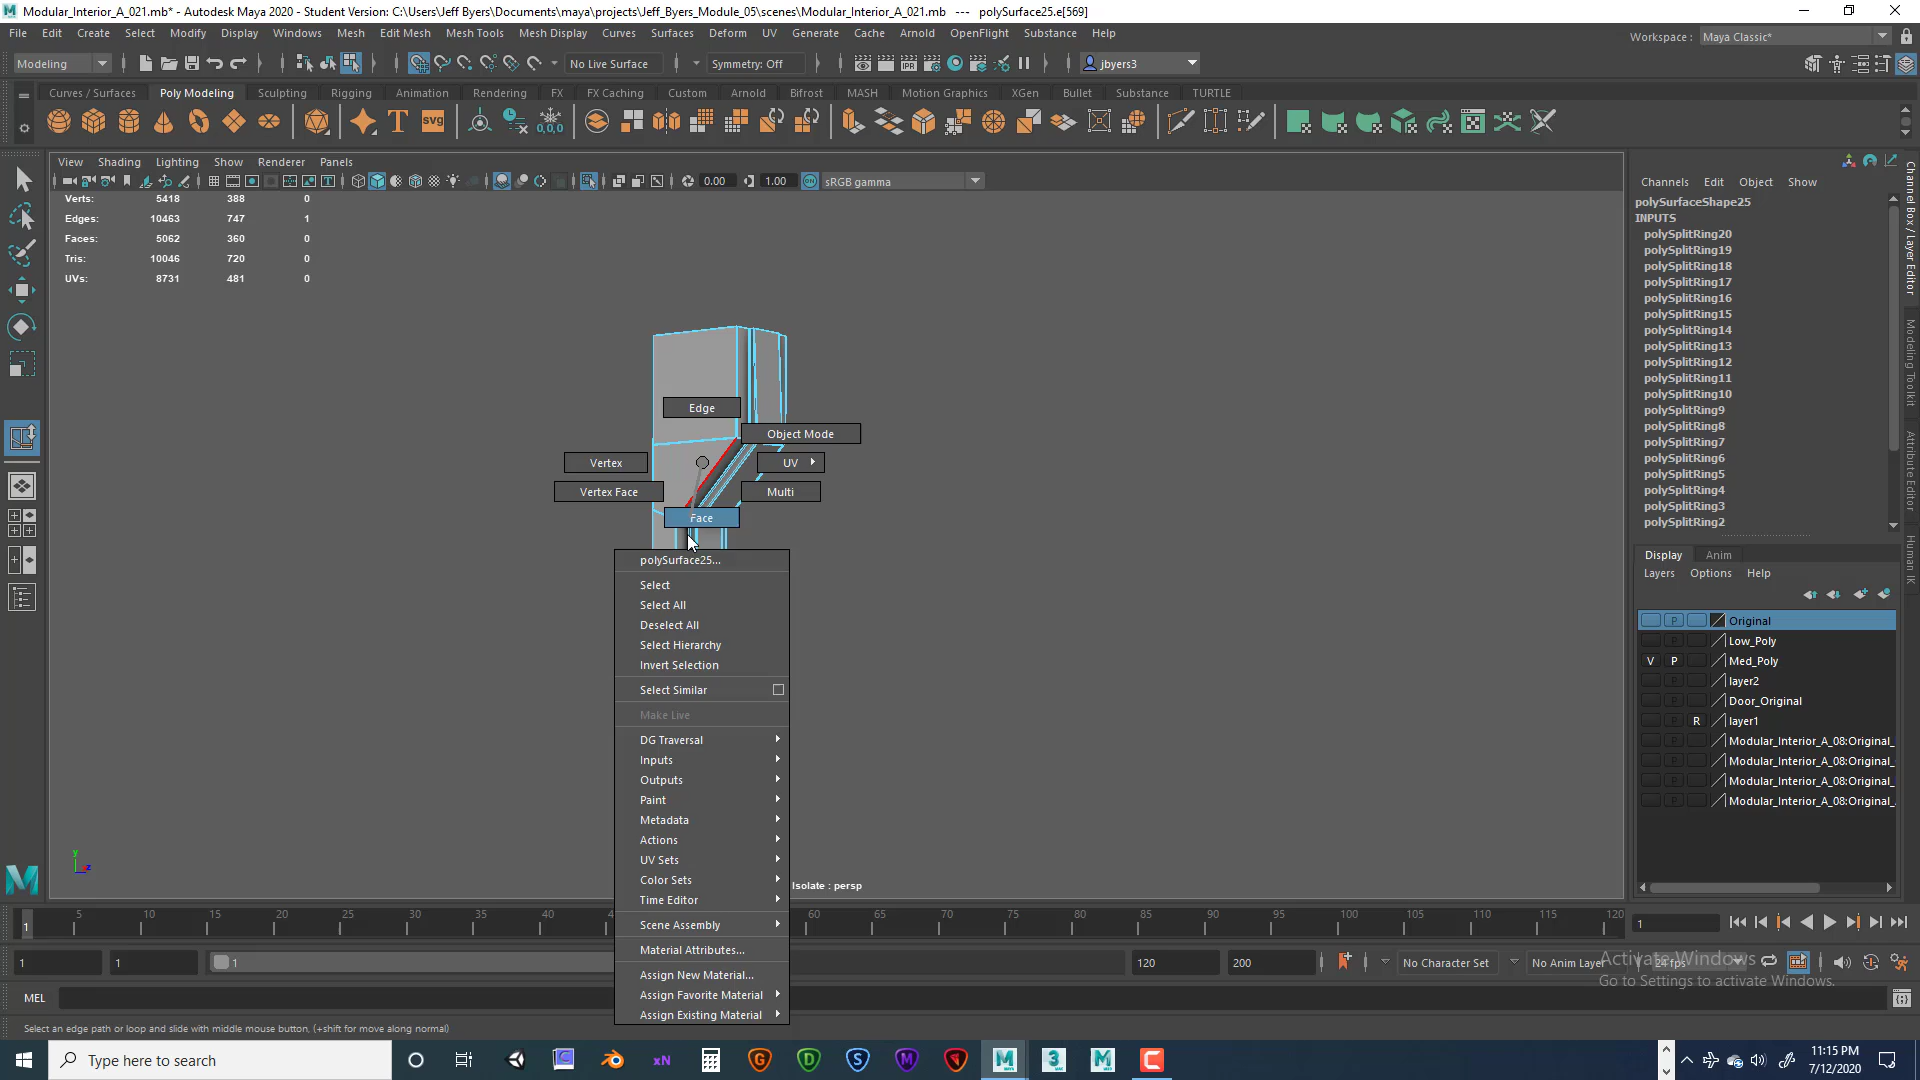 Modular_Interior_A_021.mb* - Autodesk Maya 2020 - Student Version: C:\Users\Jeff Byers\Documents\maya\projects\Jeff_Byers_Module_05\scenes\Modular_Interior_A_021.mb --- polySurface25.e[569]
File Edit Create Select Modify Display Windows Mesh Edit Mesh Mesh Tools Mesh Display Curves Surfaces Deform UV Generate Cache Arnold OpenFlight Substance Help
Workspace : Maya Classic*
Modeling No Live Surface Symmetry: Off jbyers3
Curves / Surfaces Poly Modeling Sculpting Rigging Animation Rendering FX FX Caching Custom Arnold Bifrost MASH Motion Graphics XGen Bullet Substance TURTLE
View Shading Lighting Show Renderer Panels
0.00 1.00 sRGB gamma
Verts: 5418 388 0
Edges: 10463 747 1
Faces: 5062 360 0
Tris: 10046 720 0
UVs: 8731 481 0
Edge
Object Mode
Vertex UV
Vertex Face Multi
Face
polySurface25...
Select
Select All
Deselect All
Select Hierarchy
Invert Selection
Select Similar
Make Live
DG Traversal
Inputs
Outputs
Paint
Metadata
Actions
UV Sets
Color Sets
Time Editor
Scene Assembly
Material Attributes...
Assign New Material...
Assign Favorite Material
Assign Existing Material
Isolate : persp
y z
Channels Edit Object Show
polySurfaceShape25
INPUTS
polySplitRing20
polySplitRing19
polySplitRing18
polySplitRing17
polySplitRing16
polySplitRing15
polySplitRing14
polySplitRing13
polySplitRing12
polySplitRing11
polySplitRing10
polySplitRing9
polySplitRing8
polySplitRing7
polySplitRing6
polySplitRing5
polySplitRing4
polySplitRing3
polySplitRing2
Display Anim
Layers Options Help
P Original
P Low_Poly
V P Med_Poly
P layer2
P Door_Original
P R layer1
P Modular_Interior_A_08:Original_
P Modular_Interior_A_08:Original_
P Modular_Interior_A_08:Original_
P Modular_Interior_A_08:Original_
Channel Box / Layer Editor
Modeling Toolkit
Attribute Editor
Human IK
1 5 10 15 20 25 30 35 40 60 65 70 75 80 85 90 95 100 105 110 115 120 1
1 1 1 120 200 No Character Set No Anim Layer 24 fps
Activate Windows
Go to Settings to activate Windows.
MEL
Select an edge path or loop and slide with middle mouse button, (+shift for move along normal)
Type here to search
11:15 PM
7/12/2020